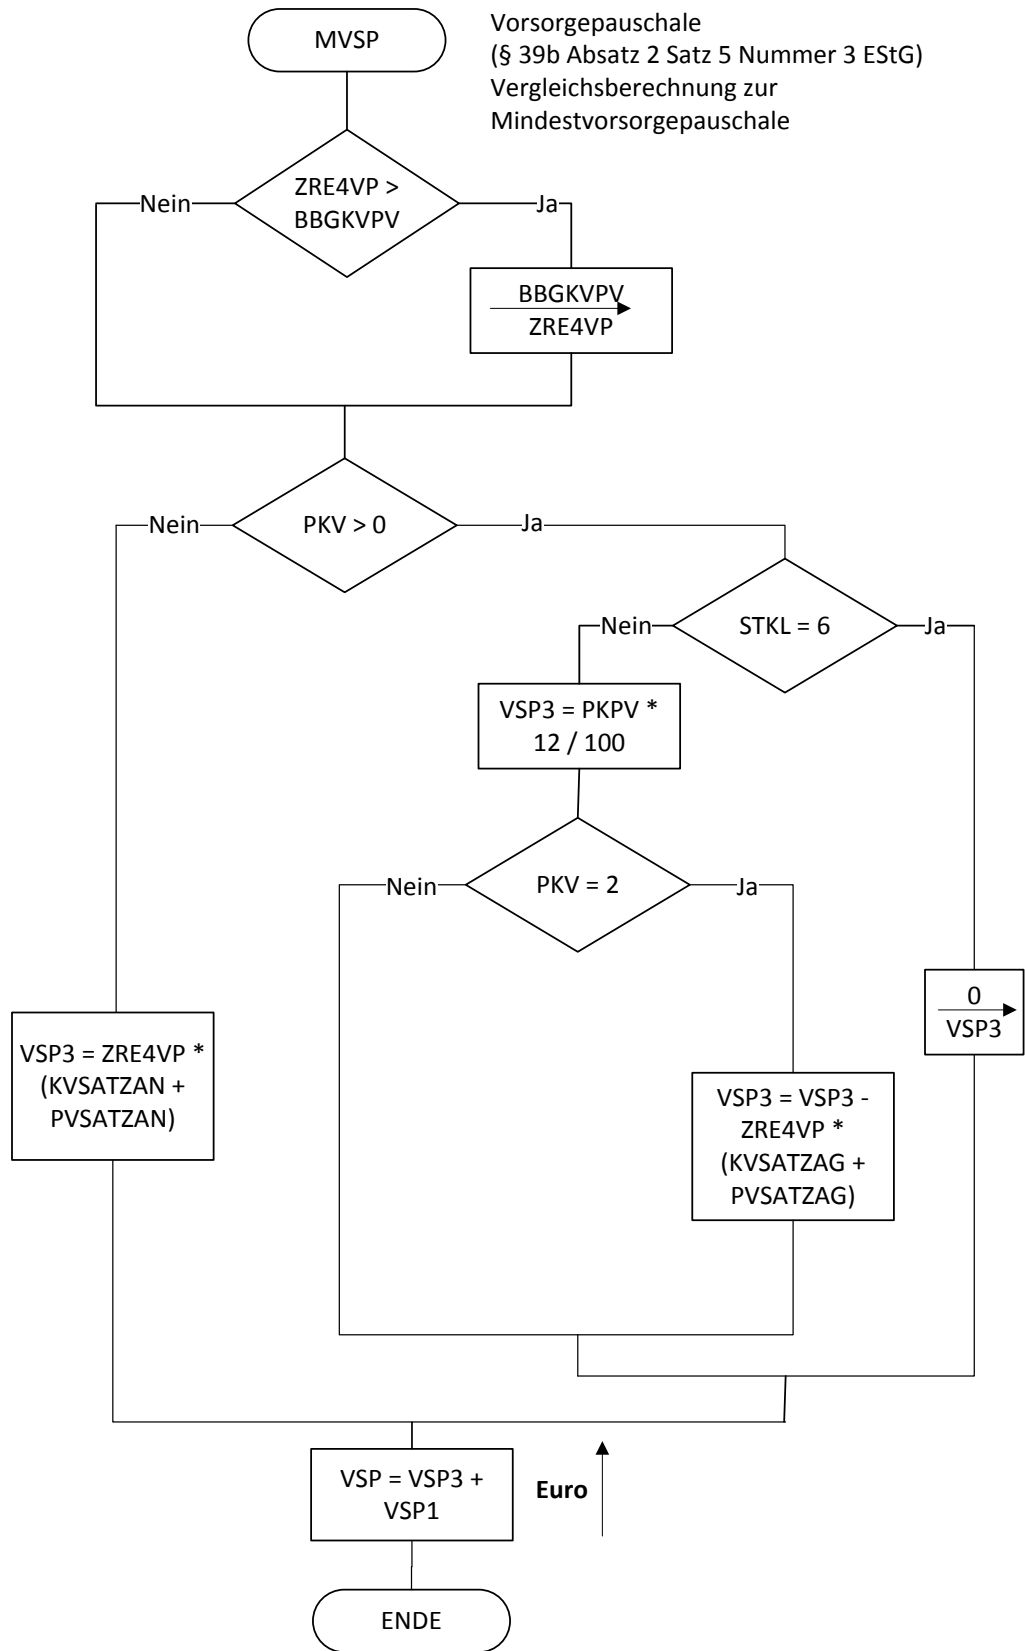 MVSP
Vorsorgepauschale
(§ 39b Absatz 2 Satz 5 Nummer 3 EStG)
Vergleichsberechnung zur
Mindestvorsorgepauschale
ZRE4VP >
BBGKVPV
Nein
Ja
BBGKVPV
ZRE4VP
PKV > 0
Nein
Ja
STKL = 6
Nein
Ja
VSP3 = PKPV *
12 / 100
PKV = 2
Nein
Ja
0
VSP3
VSP3 = ZRE4VP *
(KVSATZAN +
PVSATZAN)
VSP3 = VSP3 -
ZRE4VP *
(KVSATZAG +
PVSATZAG)
VSP = VSP3 +
VSP1
Euro
ENDE